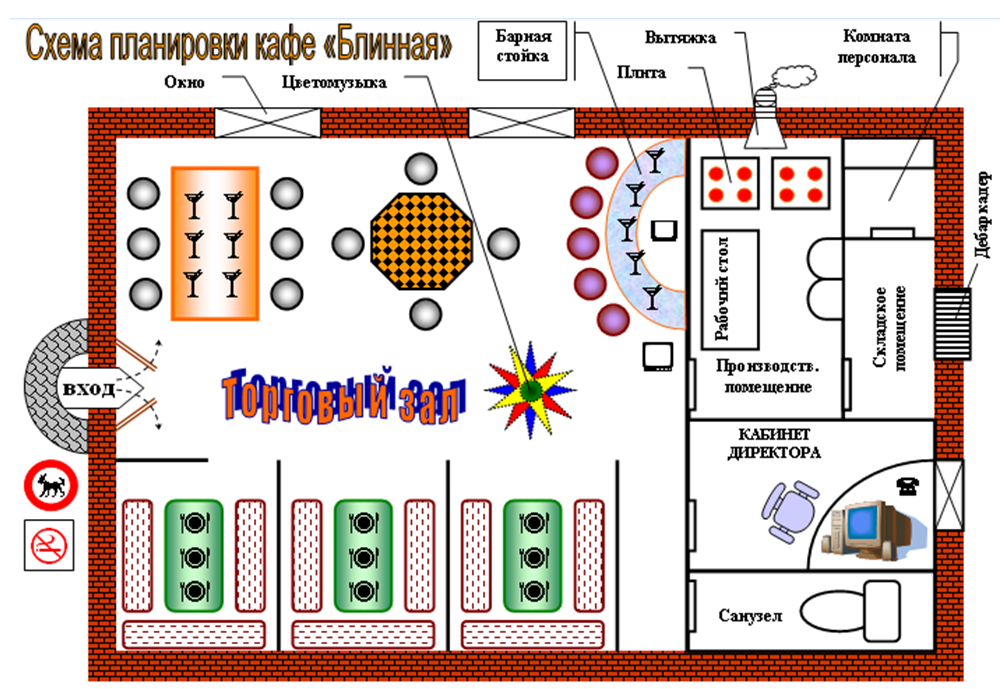 Схема планировки кафе «Блинная»
Барная
стойка
Вытяжка
Комната
персонала
Плита
Окно
Цветомузыка
Дебаркадер
Рабочий стол
Складское
помещение
Производств.
помещение
вход
Торговый зал
КАБИНЕТ
ДИРЕКТОРА
Санузел